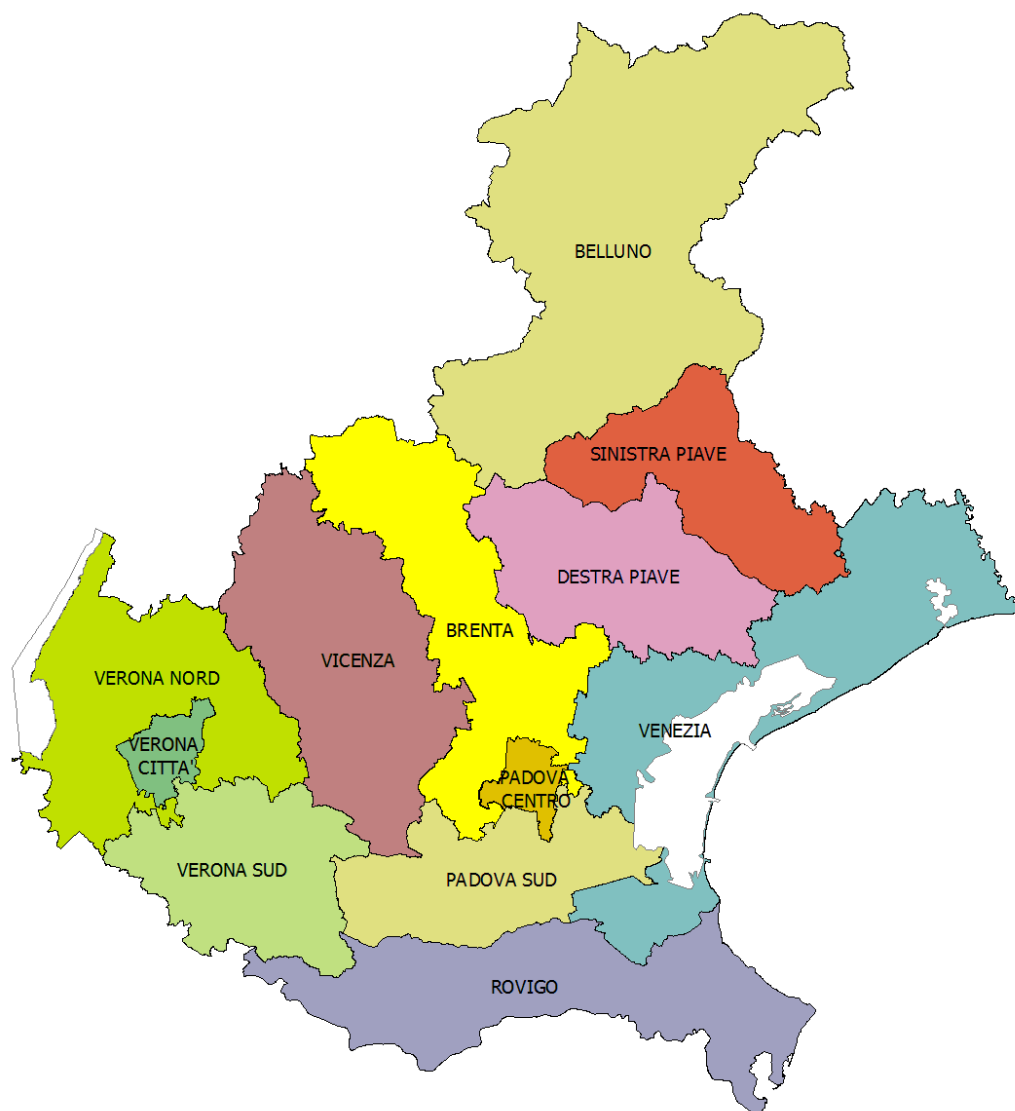 BELLUNO
SINISTRA PIAVE
DESTRA PIAVE
BRENTA
VICENZA
VERONA NORD
VENEZIA
VERONA
CITTA'
PADOVA
CENTRO
VERONA SUD
PADOVA SUD
ROVIGO